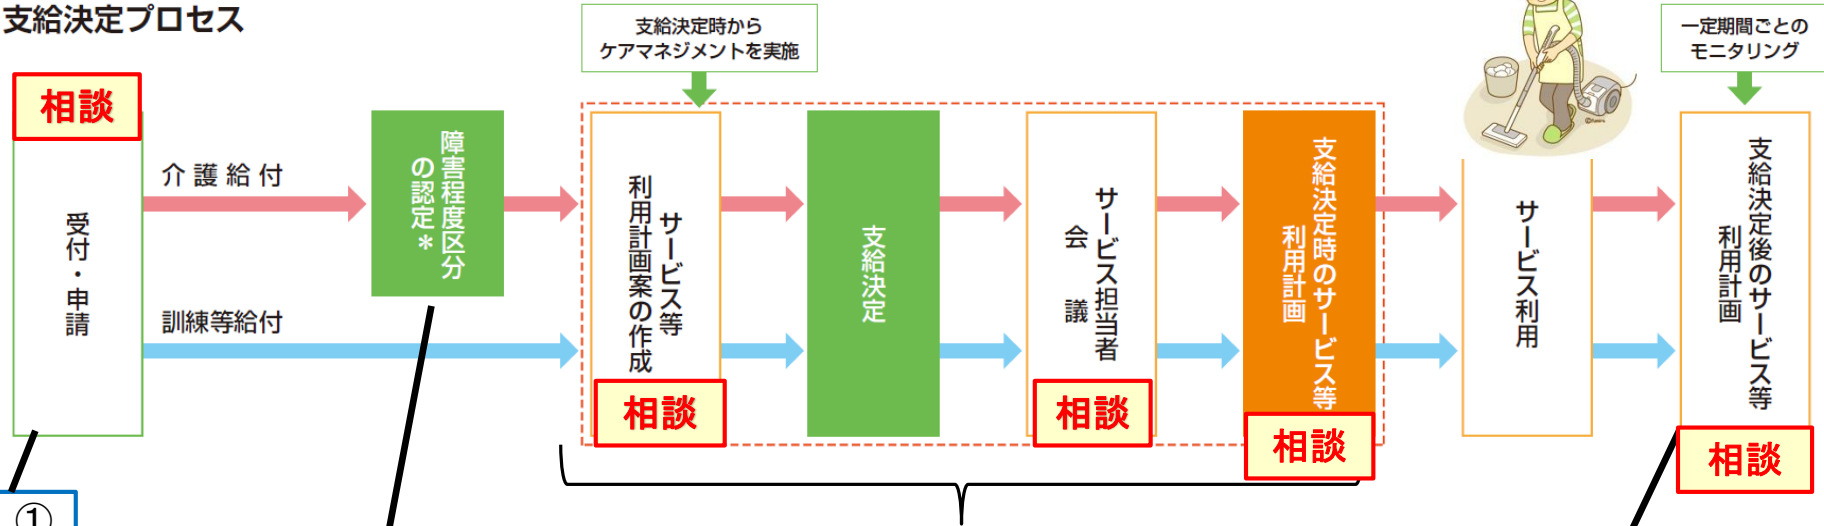 支給決定プロセス
支給決定時から
ケアマネジメントを実施
一定期間ごとの
モニタリング
相談
受付・申請
介護給付
訓練等給付
障害程度区分
の認定＊
サービス等
利用計画案の作成
相談
支給決定
サービス担当者
会議
相談
支給決定時のサービス等
利用計画
相談
サービス利用
支給決定後のサービス等
利用計画
相談
①